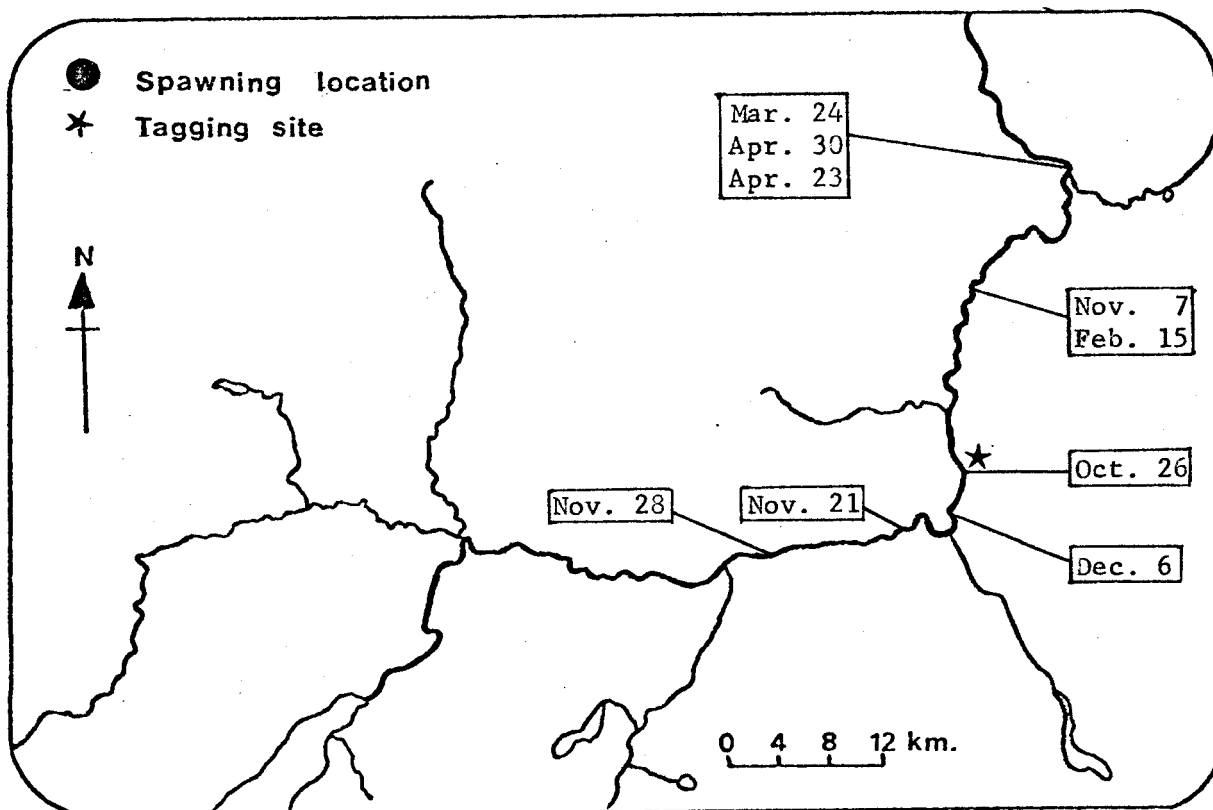 Spawning location
Tagging site
Mar. 24
Apr. 30
Apr. 23
N
Nov. 7
Feb. 15
Oct. 26
Nov. 28
Nov. 21
Dec. 6
0 4 8 12 km.